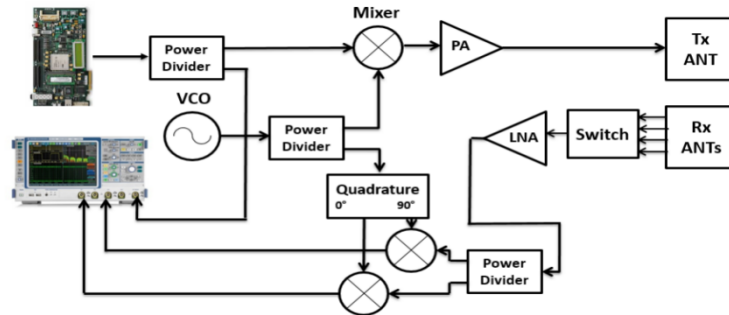 Mixer
Power
Divider
PA
Tx
ANT
VCO
Power
Divider
LNA
Switch
Rx
ANTs
Quadrature
0° 90°
Power
Divider